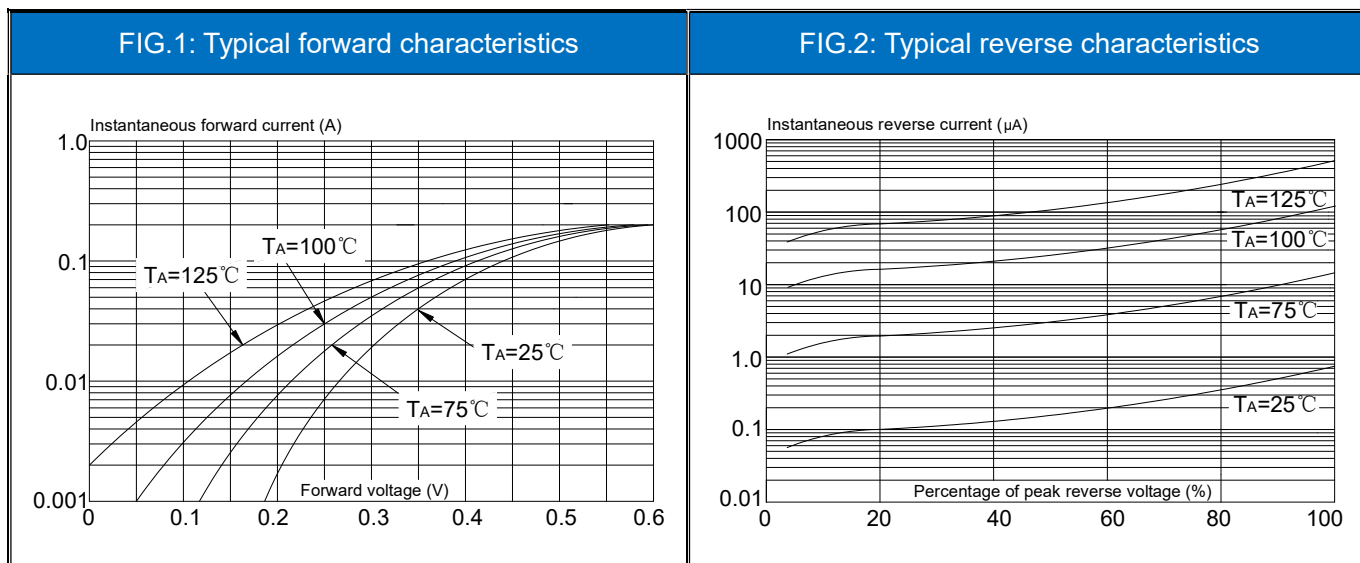 FIG.1: Typical forward characteristics
Instantaneous forward current (A)
1.0
0.1
0.01
0.001
TA=100℃
TA=125℃
TA=25℃
TA=75℃
Forward voltage (V)
0 0.1 0.2 0.3 0.4 0.5 0.6
FIG.2: Typical reverse characteristics
Instantaneous reverse current (μA)
1000
100
10
1.0
0.1
0.01
TA=125℃
TA=100℃
TA=75℃
TA=25℃
Percentage of peak reverse voltage (%)
0 20 40 60 80 100